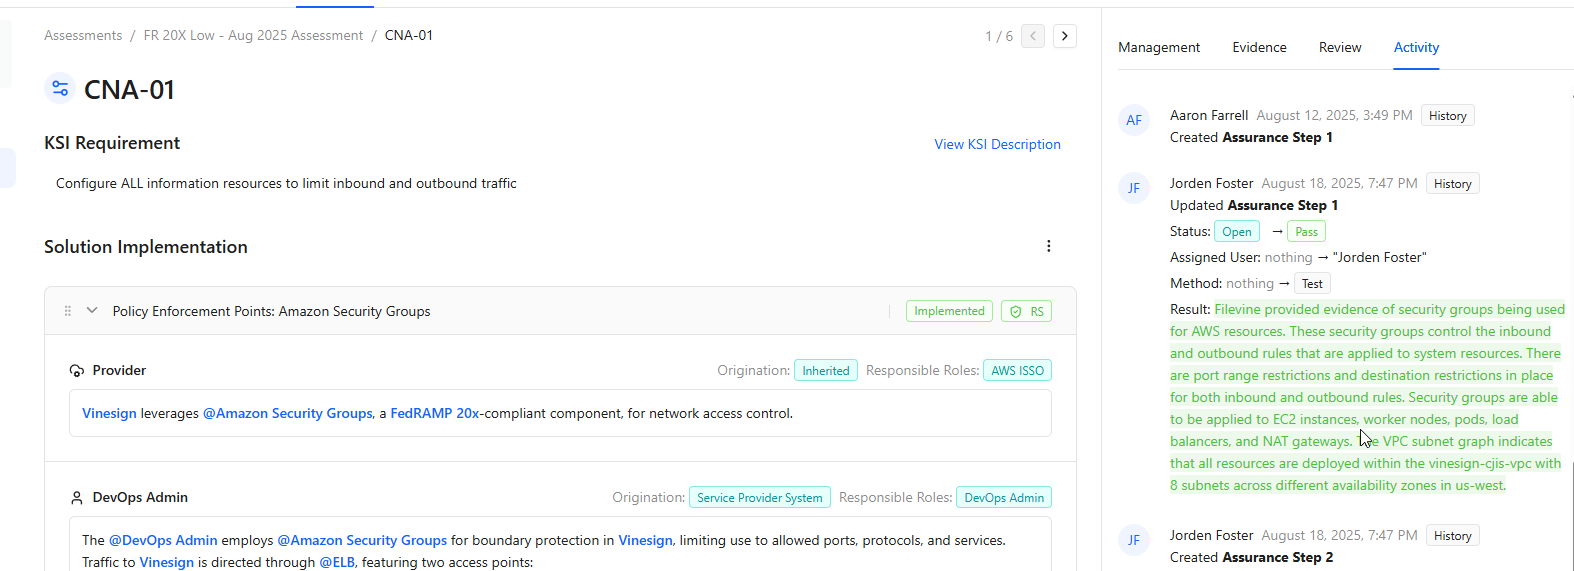 Assessments / FR 20X Low - Aug 2025 Assessment / CNA-01
1 / 6
CNA-01
KSI Requirement
View KSI Description
Configure ALL information resources to limit inbound and outbound traffic
Solution Implementation
Policy Enforcement Points: Amazon Security Groups
Implemented
RS
Provider
Origination: Inherited Responsible Roles: AWS ISSO
Vinesign leverages @Amazon Security Groups, a FedRAMP 20x-compliant component, for network access control.
DevOps Admin
Origination: Service Provider System Responsible Roles: DevOps Admin
The @DevOps Admin employs @Amazon Security Groups for boundary protection in Vinesign, limiting use to allowed ports, protocols, and services.
Traffic to Vinesign is directed through @ELB, featuring two access points:
Management Evidence Review Activity
AF Aaron Farrell August 12, 2025, 3:49 PM History
Created Assurance Step 1
JF Jorden Foster August 18, 2025, 7:47 PM History
Updated Assurance Step 1
Status: Open → Pass
Assigned User: nothing → "Jorden Foster"
Method: nothing → Test
Result: Filevine provided evidence of security groups being used
for AWS resources. These security groups control the inbound
and outbound rules that are applied to system resources. There
are port range restrictions and destination restrictions in place
for both inbound and outbound rules. Security groups are able
to be applied to EC2 instances, worker nodes, pods, load
balancers, and NAT gateways. The VPC subnet graph indicates
that all resources are deployed within the vinesign-cjis-vpc with
8 subnets across different availability zones in us-west.
JF Jorden Foster August 18, 2025, 7:47 PM History
Created Assurance Step 2